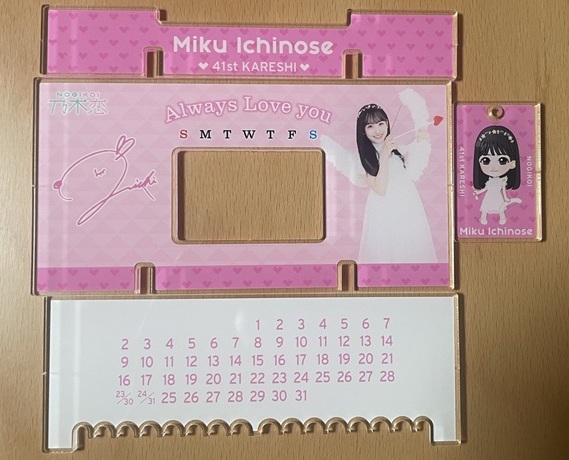 Miku Ichinose
♥ 41st KARESHI ♥
NOGIKOI
乃木恋
Always Love you
S M T W T F S
41st KARESHI
NOGIKOI
Miku Ichinose
1 2 3 4 5 6 7
2 3 4 5 6 7 8 9 10 11 12 13 14
9 10 11 12 13 14 15 16 17 18 19 20 21
16 17 18 19 20 21 22 23 24 25 26 27 28
23/30 24/31 25 26 27 28 29 30 31